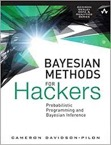 BAYESIAN
METHODS FOR
Hackers
Probabilistic
Programming and
Bayesian Inference
CAMERON DAVIDSON-PILON